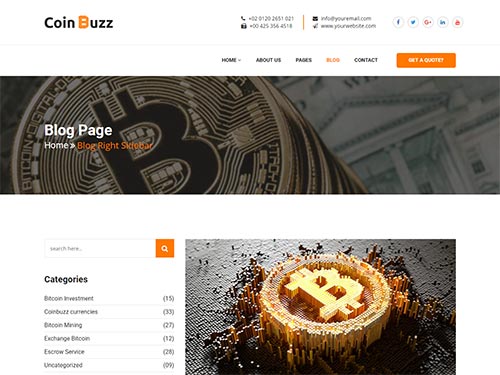 Coin Buzz
+02 0120 2651 021
+00 425 356 4518
info@youremail.com
www.yourwebsite.com
HOME
ABOUT US
PAGES
BLOG
CONTACT
GET A QUOTE?
Blog Page
Home » Blog Right Sidebar
search here..
Categories
Bitcoin Investment (15)
Coinbuzz currencies (33)
Bitcoin Mining (27)
Exchange Bitcoin (12)
Escrow Service (28)
Uncategorized (09)